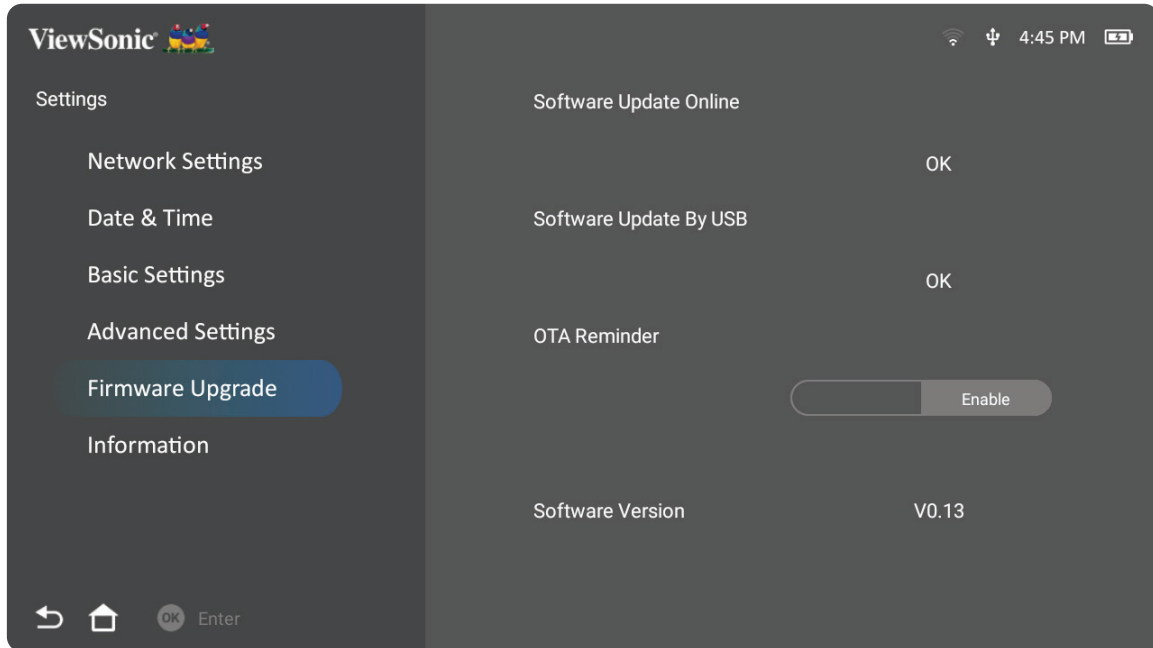 ViewSonic
4:45 PM
Settings
Network Settings
Date & Time
Basic Settings
Advanced Settings
Firmware Upgrade
Information
OK Enter
Software Update Online
OK
Software Update By USB
OK
OTA Reminder
Enable
Software Version V0.13